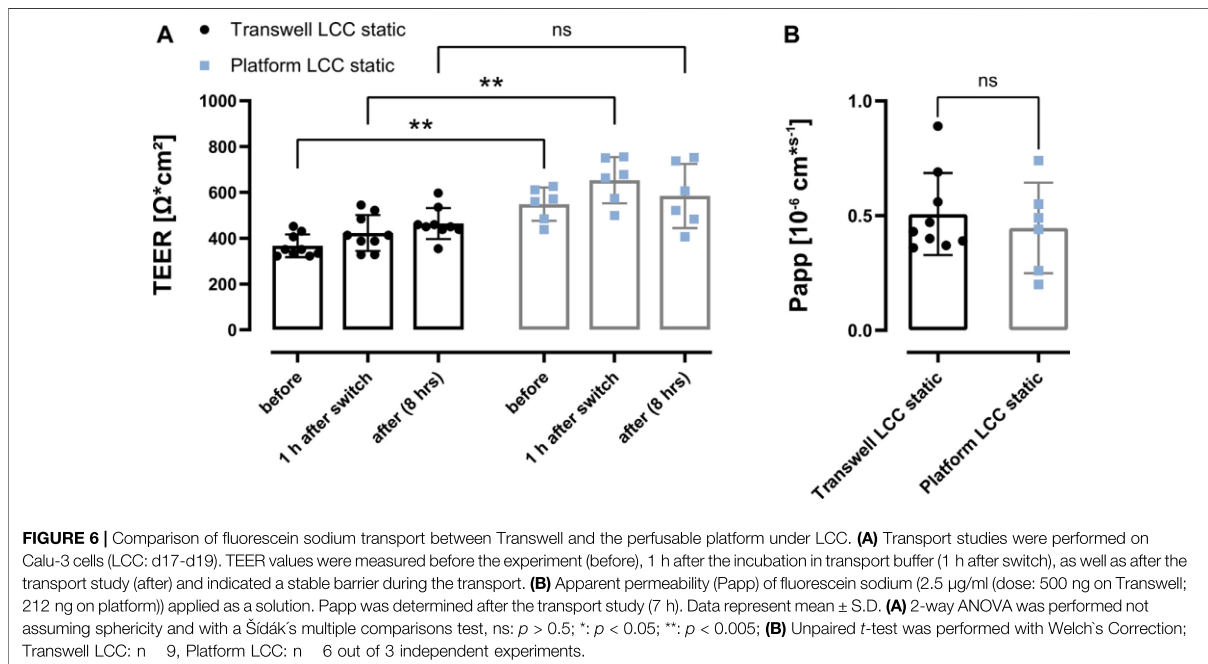 A
Transwell LCC static
Platform LCC static
ns
**
**
TEER [Ω*cm²]
1000
800
600
400
200
0
before
1 h after switch
after (8 hrs)
before
1 h after switch
after (8 hrs)
B
ns
Papp [10⁻⁶ cm*s⁻¹]
1.0
0.5
0.0
Transwell LCC static
Platform LCC static
FIGURE 6 | Comparison of fluorescein sodium transport between Transwell and the perfusable platform under LCC. (A) Transport studies were performed on
Calu-3 cells (LCC: d17-d19). TEER values were measured before the experiment (before), 1 h after the incubation in transport buffer (1 h after switch), as well as after the
transport study (after) and indicated a stable barrier during the transport. (B) Apparent permeability (Papp) of fluorescein sodium (2.5 µg/ml (dose: 500 ng on Transwell;
212 ng on platform)) applied as a solution. Papp was determined after the transport study (7 h). Data represent mean ± S.D. (A) 2-way ANOVA was performed not
assuming sphericity and with a Šídák´s multiple comparisons test, ns: p > 0.5; *: p < 0.05; **: p < 0.005; (B) Unpaired t-test was performed with Welch`s Correction;
Transwell LCC: n 9, Platform LCC: n 6 out of 3 independent experiments.